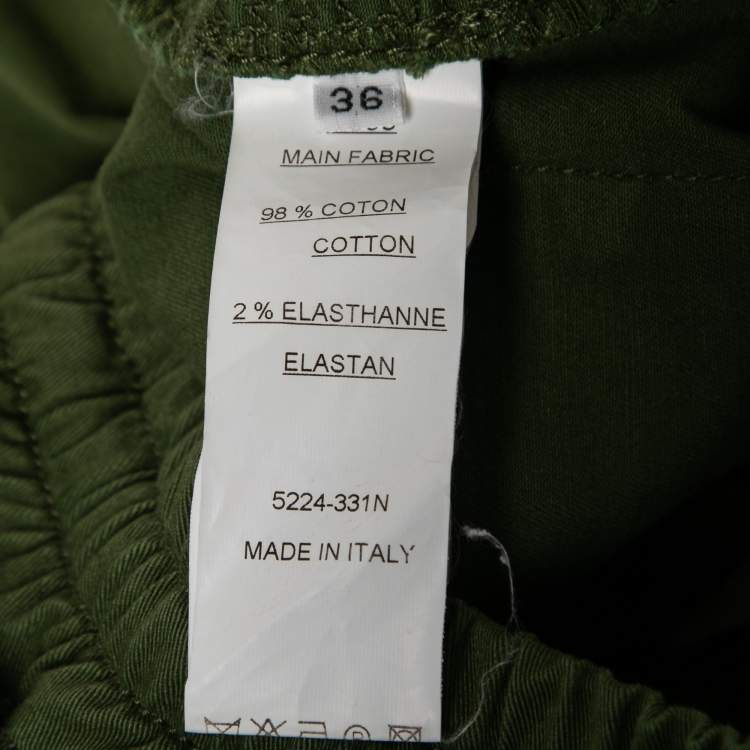 36
MAIN FABRIC
98 % COTON
COTTON
2 % ELASTHANNE
ELASTAN
5224-331N
MADE IN ITALY